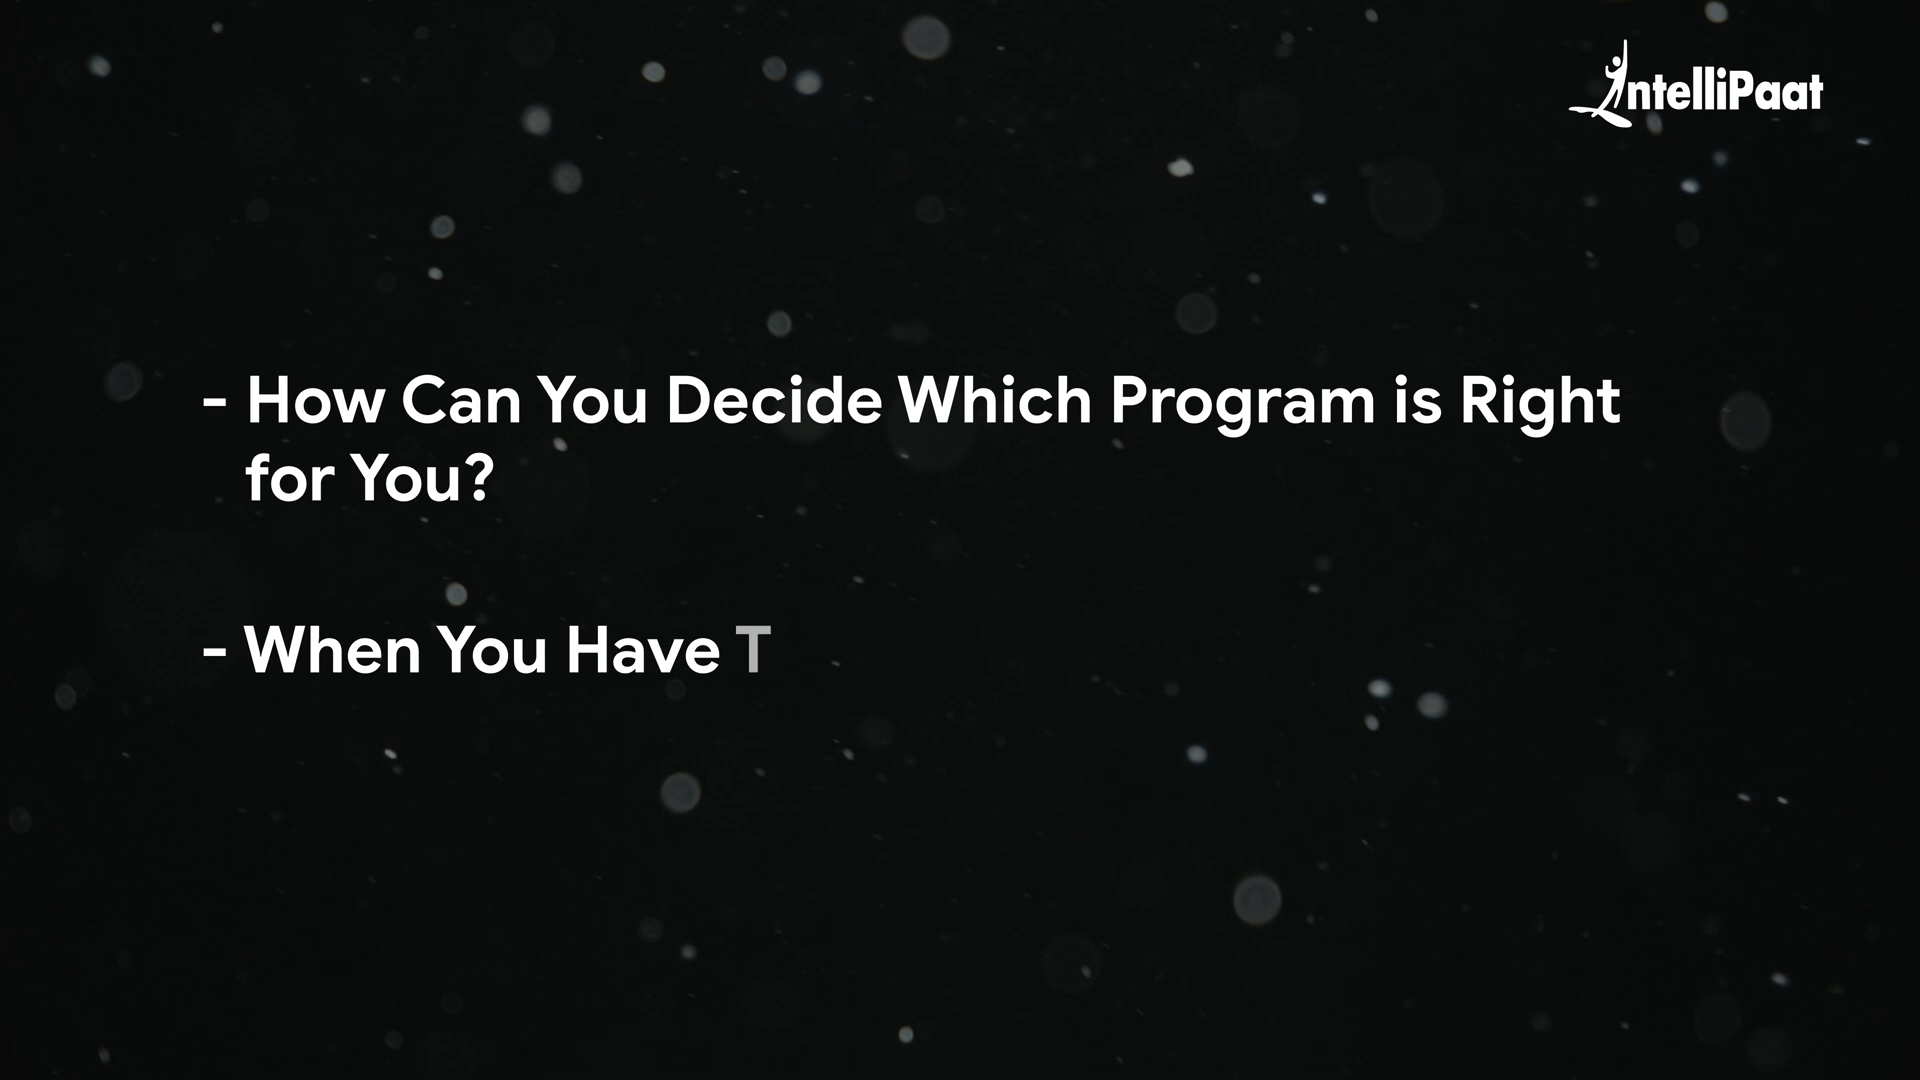 IntelliPaat
- How Can You Decide Which Program is Right
for You?
- When You Have T